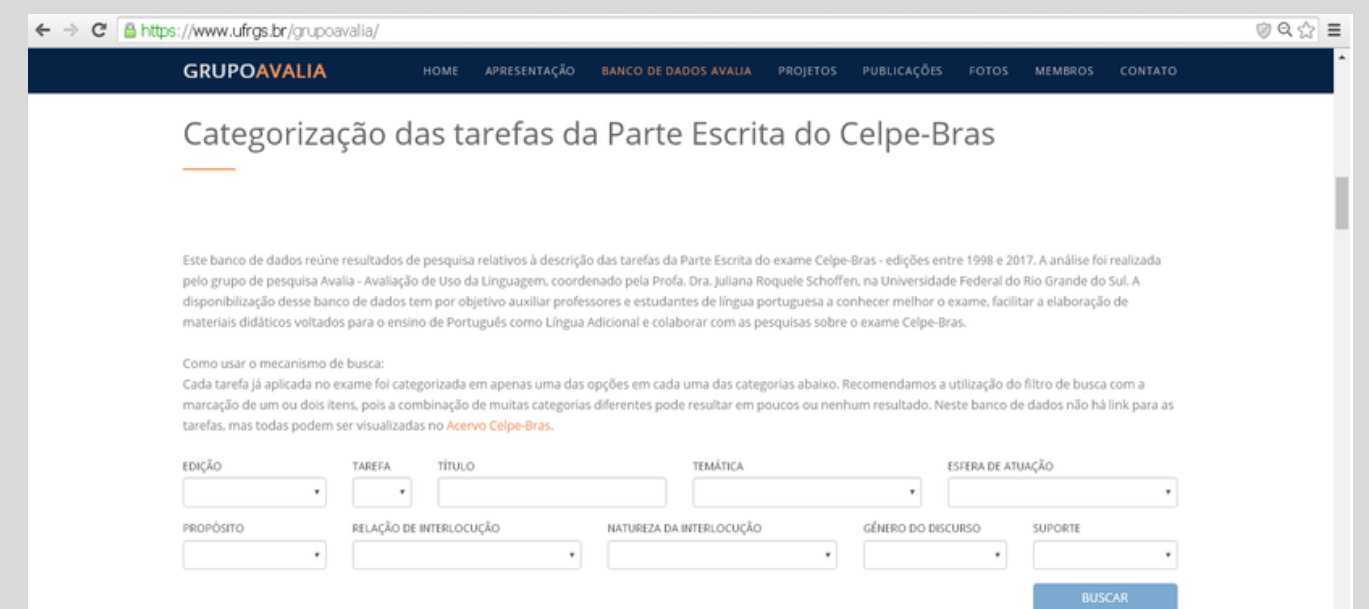 https://www.ufrgs.br/grupoavalia/
GRUPOAVALIA HOME APRESENTAÇÃO BANCO DE DADOS AVALIA PROJETOS PUBLICAÇÕES FOTOS MEMBROS CONTATO
Categorização das tarefas da Parte Escrita do Celpe-Bras
Este banco de dados reúne resultados de pesquisa relativos à descrição das tarefas da Parte Escrita do exame Celpe-Bras - edições entre 1998 e 2017. A análise foi realizada
pelo grupo de pesquisa Avalia - Avaliação de Uso da Linguagem, coordenado pela Profa. Dra. Juliana Roquele Schoffen, na Universidade Federal do Rio Grande do Sul. A
disponibilização desse banco de dados tem por objetivo auxiliar professores e estudantes de língua portuguesa a conhecer melhor o exame, facilitar a elaboração de
materiais didáticos voltados para o ensino de Português como Língua Adicional e colaborar com as pesquisas sobre o exame Celpe-Bras.
Como usar o mecanismo de busca:
Cada tarefa já aplicada no exame foi categorizada em apenas uma das opções em cada uma das categorias abaixo. Recomendamos a utilização do filtro de busca com a
marcação de um ou dois itens, pois a combinação de muitas categorias diferentes pode resultar em poucos ou nenhum resultado. Neste banco de dados não há link para as
tarefas, mas todas podem ser visualizadas no Acervo Celpe-Bras.
EDIÇÃO TAREFA TÍTULO TEMÁTICA ESFERA DE ATUAÇÃO
PROPÓSITO RELAÇÃO DE INTERLOCUÇÃO NATUREZA DA INTERLOCUÇÃO GÊNERO DO DISCURSO SUPORTE
BUSCAR